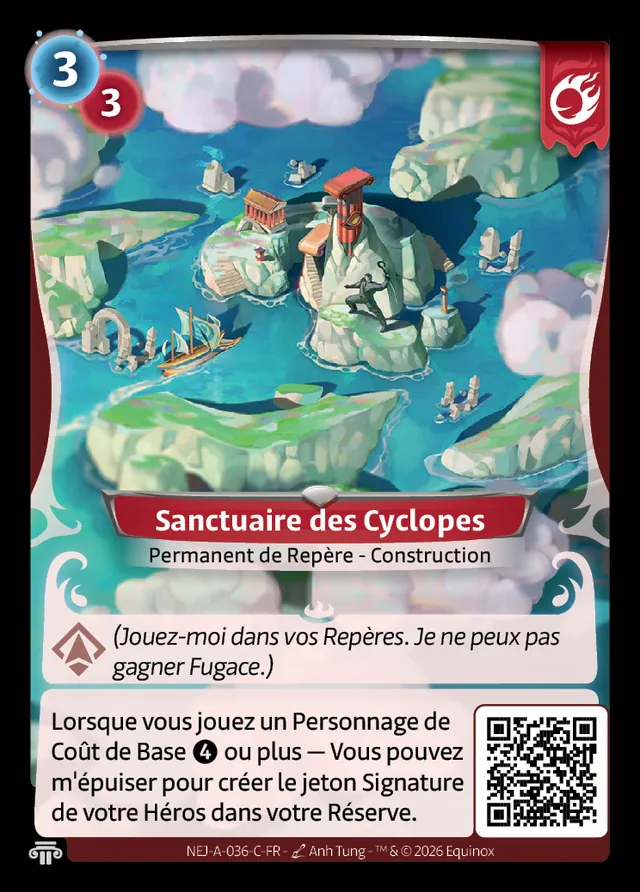 3
3
Sanctuaire des Cyclopes
Permanent de Repère - Construction
(Jouez-moi dans vos Repères. Je ne peux pas
gagner Fugace.)
Lorsque vous jouez un Personnage de
Coût de Base 4 ou plus — Vous pouvez
m'épuiser pour créer le jeton Signature
de votre Héros dans votre Réserve.
NEJ-A-036-C-FR - Anh Tung - ™ & © 2026 Equinox